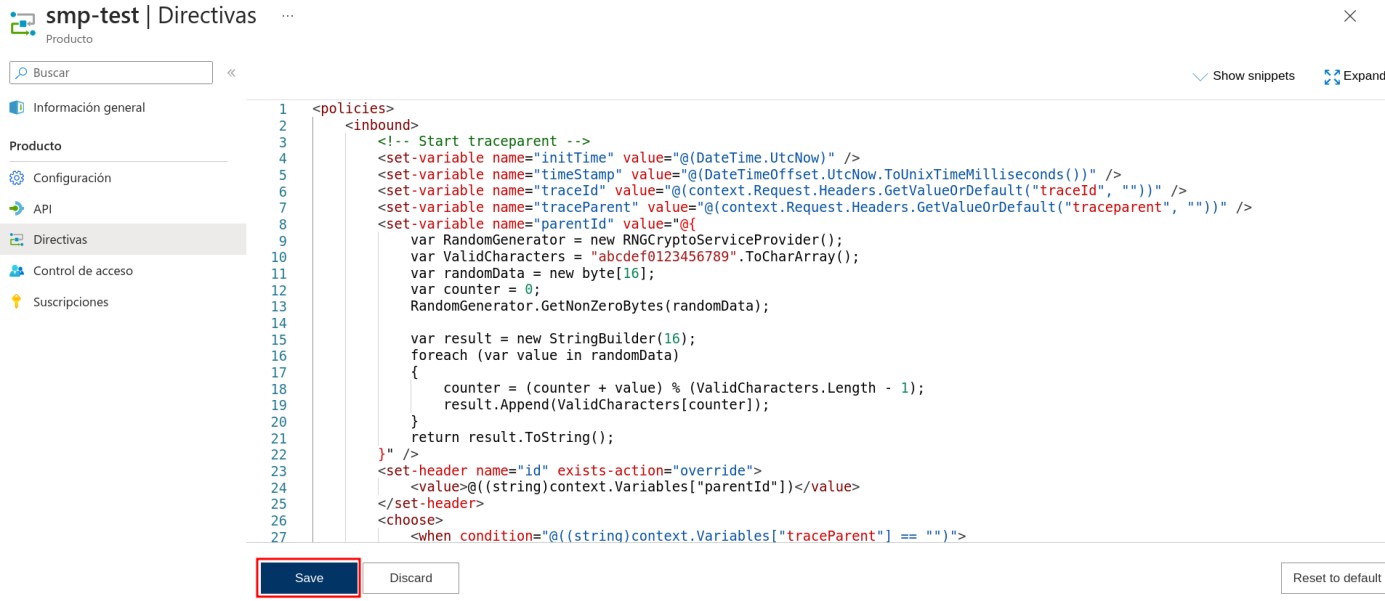 smp-test | Directivas ...
Producto
Buscar
«
Información general
Producto
Configuración
API
Directivas
Control de acceso
Suscripciones
Show snippets
Expand
1 <policies>
2 <inbound>
3 <!-- Start traceparent -->
4 <set-variable name="initTime" value="@(DateTime.UtcNow)" />
5 <set-variable name="timeStamp" value="@(DateTimeOffset.UtcNow.ToUnixTimeMilliseconds())" />
6 <set-variable name="traceId" value="@(context.Request.Headers.GetValueOrDefault("traceId", ""))" />
7 <set-variable name="traceParent" value="@(context.Request.Headers.GetValueOrDefault("traceparent", ""))" />
8 <set-variable name="parentId" value="@{
9 var RandomGenerator = new RNGCryptoServiceProvider();
10 var ValidCharacters = "abcdef0123456789".ToCharArray();
11 var randomData = new byte[16];
12 var counter = 0;
13 RandomGenerator.GetNonZeroBytes(randomData);
14
15 var result = new StringBuilder(16);
16 foreach (var value in randomData)
17 {
18 counter = (counter + value) % (ValidCharacters.Length - 1);
19 result.Append(ValidCharacters[counter]);
20 }
21 return result.ToString();
22 }" />
23 <set-header name="id" exists-action="override">
24 <value>@((string)context.Variables["parentId"])</value>
25 </set-header>
26 <choose>
27 <when condition="@((string)context.Variables["traceParent"] == "")">
Save
Discard
Reset to default